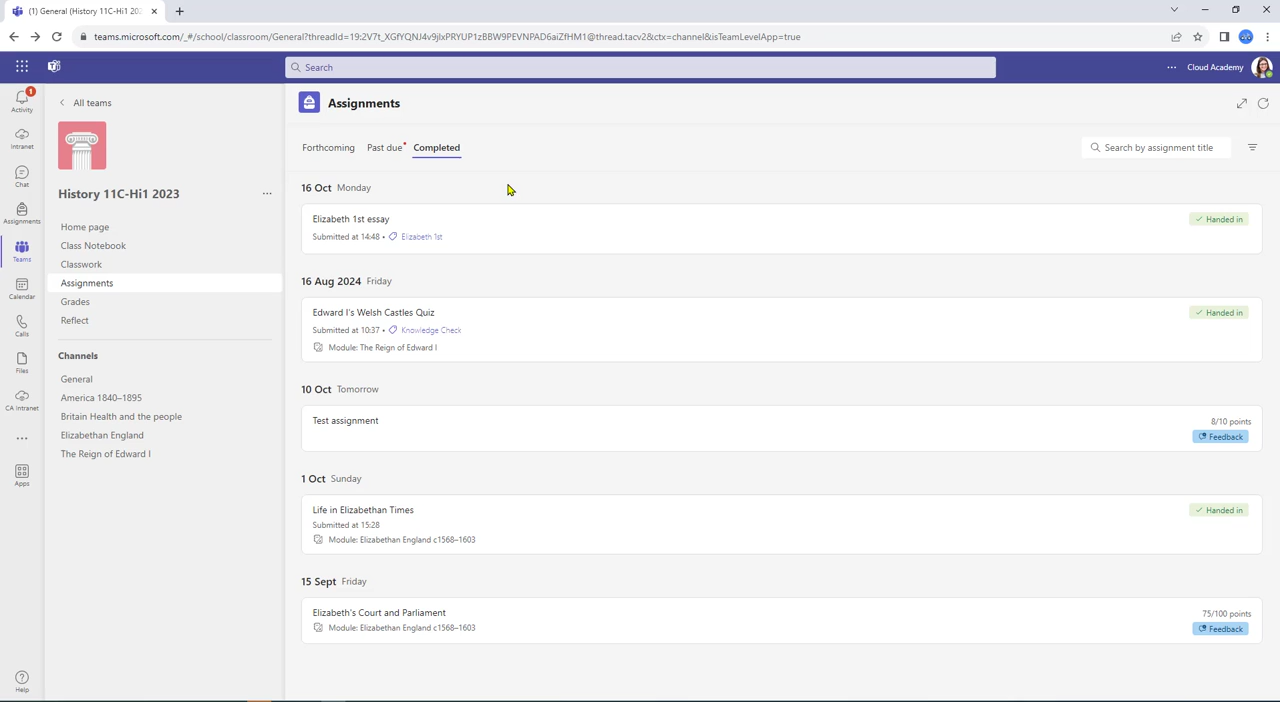 (1) General (History 11C-Hi1 202
teams.microsoft.com/_#/school/classroom/General?threadId=19:2V7t_XGfYQNJ4v9jlxPRYUP1zBBW9PEVNPAD6aiZfHM1@thread.tacv2&ctx=channel&isTeamLevelApp=true
Search
Cloud Academy
1
Activity
Intranet
Chat
Assignments
Teams
Calendar
Calls
Files
CA Intranet
Apps
Help
All teams
History 11C-Hi1 2023
Home page
Class Notebook
Classwork
Assignments
Grades
Reflect
Channels
General
America 1840–1895
Britain Health and the people
Elizabethan England
The Reign of Edward I
Assignments
Forthcoming Past due Completed
Search by assignment title
16 Oct Monday
Elizabeth 1st essay
Handed in
Submitted at 14:48 • Elizabeth 1st
16 Aug 2024 Friday
Edward I's Welsh Castles Quiz
Handed in
Submitted at 10:37 • Knowledge Check
Module: The Reign of Edward I
10 Oct Tomorrow
Test assignment
8/10 points
Feedback
1 Oct Sunday
Life in Elizabethan Times
Handed in
Submitted at 15:28
Module: Elizabethan England c1568–1603
15 Sept Friday
Elizabeth's Court and Parliament
75/100 points
Module: Elizabethan England c1568–1603
Feedback